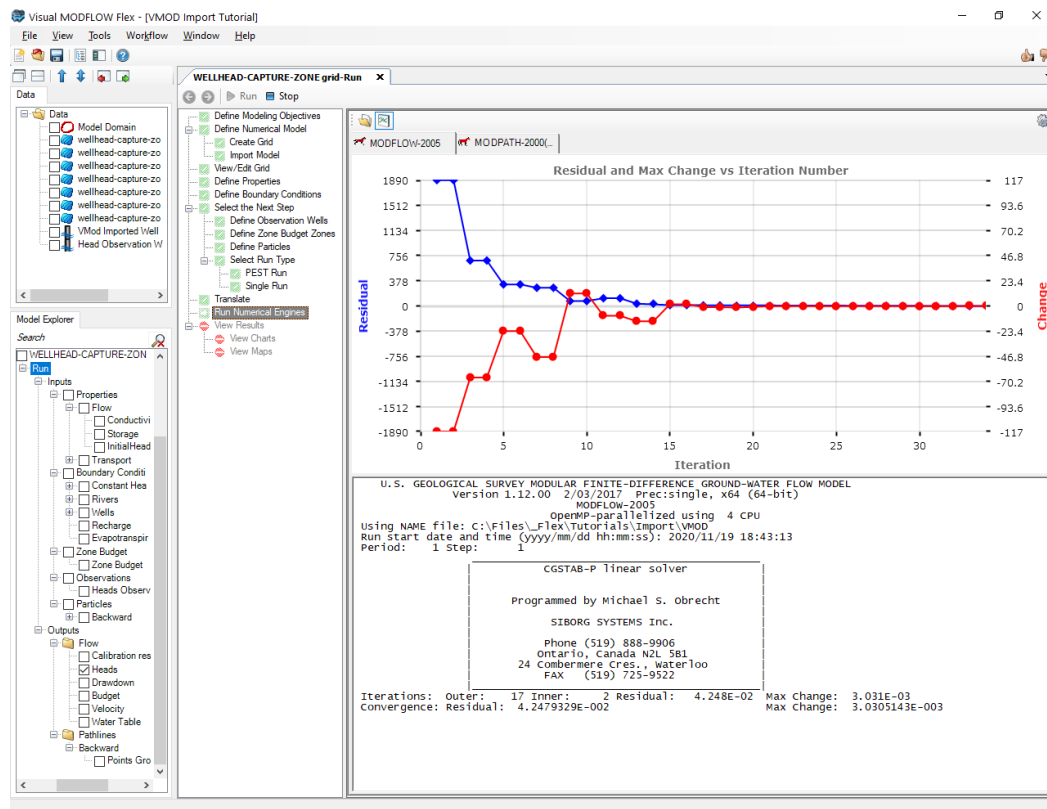 Visual MODFLOW Flex - [VMOD Import Tutorial]
File View Tools Workflow Window Help
Data
Data
Model Domain
wellhead-capture-zo
wellhead-capture-zo
wellhead-capture-zo
wellhead-capture-zo
wellhead-capture-zo
wellhead-capture-zo
wellhead-capture-zo
VMod Imported Well
Head Observation W
Model Explorer
Search
WELLHEAD-CAPTURE-ZON
Run
Inputs
Properties
Flow
Conductivi
Storage
InitialHead
Transport
Boundary Conditi
Constant Hea
Rivers
Wells
Recharge
Evapotranspir
Zone Budget
Zone Budget
Observations
Heads Observ
Particles
Backward
Outputs
Flow
Calibration res
Heads
Drawdown
Budget
Velocity
Water Table
Pathlines
Backward
Points Gro
WELLHEAD-CAPTURE-ZONE grid-Run
Run Stop
Define Modeling Objectives
Define Numerical Model
Create Grid
Import Model
View/Edit Grid
Define Properties
Define Boundary Conditions
Select the Next Step
Define Observation Wells
Define Zone Budget Zones
Define Particles
Select Run Type
PEST Run
Single Run
Translate
Run Numerical Engines
View Results
View Charts
View Maps
MODFLOW-2005 MODPATH-2000(...
Residual and Max Change vs Iteration Number
Residual
1890
1512
1134
756
378
0
-378
-756
-1134
-1512
-1890
0 5 10 15 20 25 30
Iteration
117
93.6
70.2
46.8
23.4
0
-23.4
-46.8
-70.2
-93.6
-117
Change
U.S. GEOLOGICAL SURVEY MODULAR FINITE-DIFFERENCE GROUND-WATER FLOW MODEL
Version 1.12.00 2/03/2017 Prec:single, x64 (64-bit)
MODFLOW-2005
OpenMP-parallelized using 4 CPU
Using NAME file: C:\Files\_Flex\Tutorials\Import\VMOD
Run start date and time (yyyy/mm/dd hh:mm:ss): 2020/11/19 18:43:13
Period: 1 Step: 1
CGSTAB-P linear solver
Programmed by Michael S. Obrecht
SIBORG SYSTEMS Inc.
Phone (519) 888-9906
Ontario, Canada N2L 5B1
24 Combermere Cres., Waterloo
FAX (519) 725-9522
Iterations: Outer: 17 Inner: 2 Residual: 4.248E-02 Max Change: 3.031E-03
Convergence: Residual: 4.2479329E-002 Max Change: 3.0305143E-003